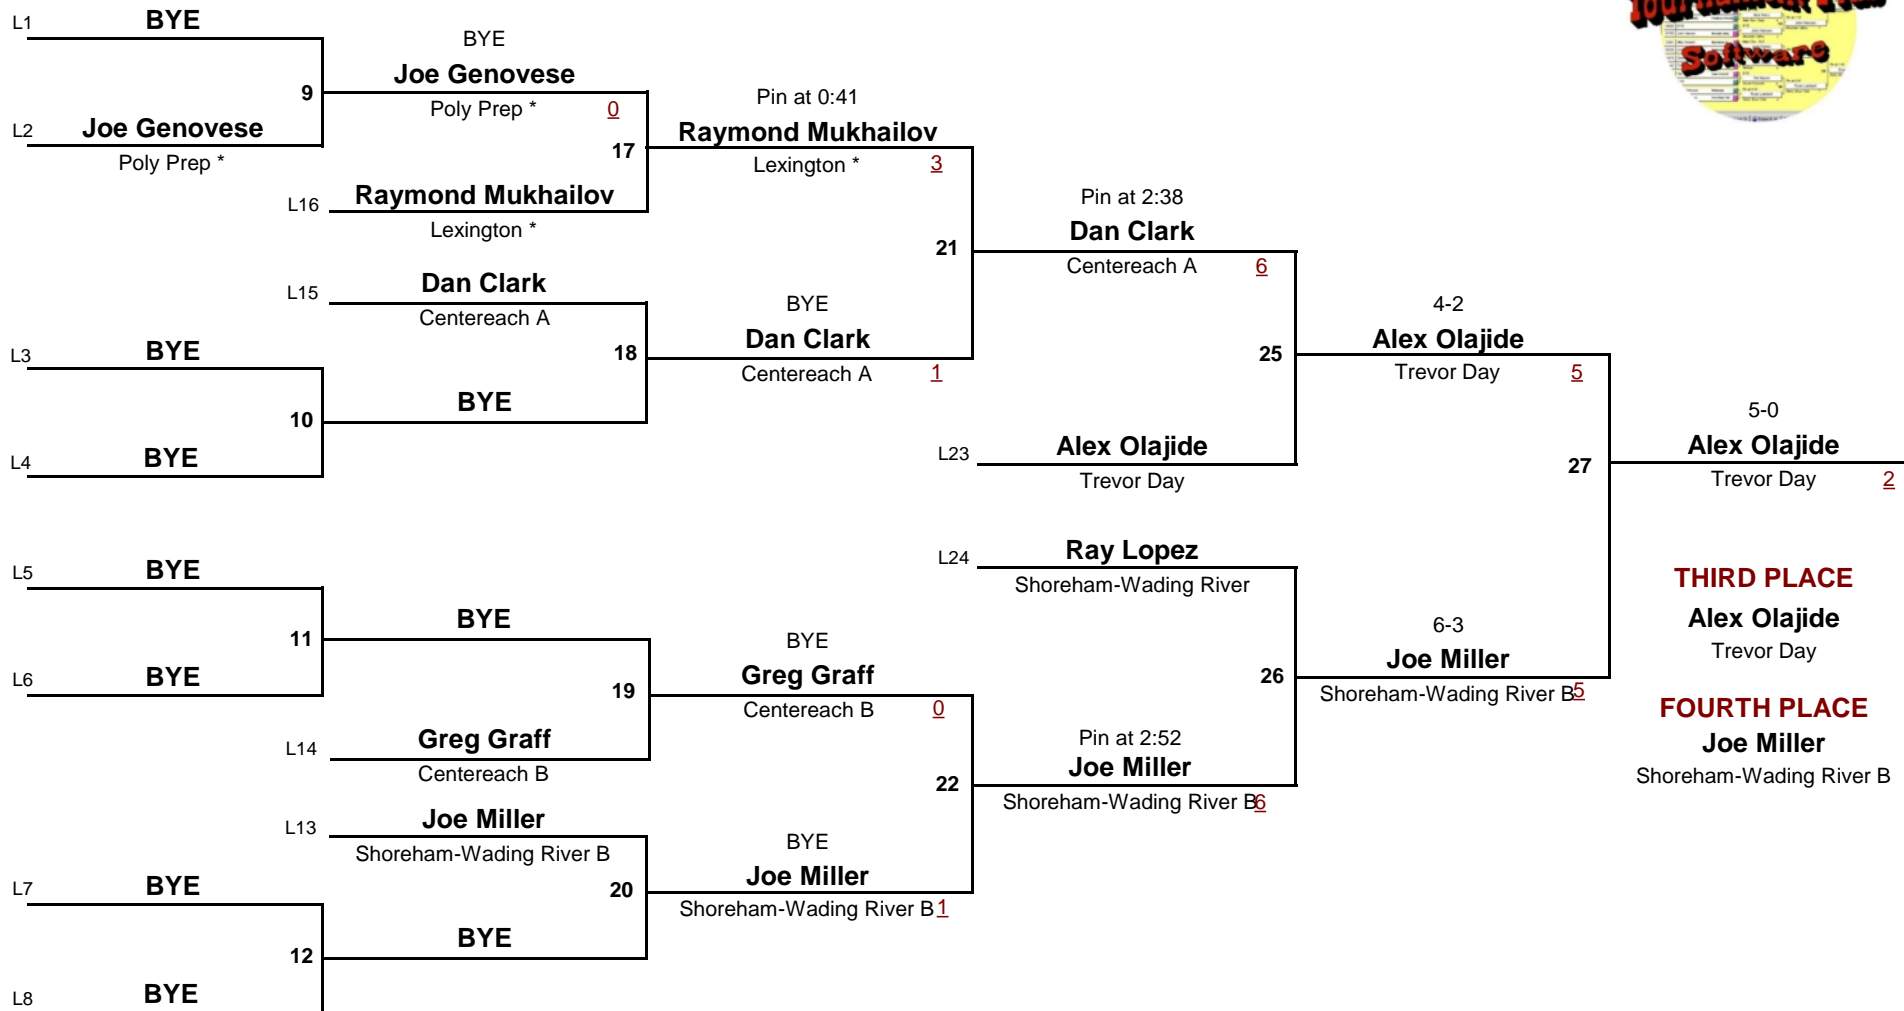 L1
BYE
9
L2
Joe Genovese
Poly Prep *
BYE
Joe Genovese
Poly Prep *
0
17
L16
Raymond Mukhailov
Lexington *
Pin at 0:41
Raymond Mukhailov
Lexington *
3
21
L15
Dan Clark
Centereach A
18
L3
BYE
10
L4
BYE
BYE
BYE
Dan Clark
Centereach A
1
Pin at 2:38
Dan Clark
Centereach A
6
25
L23
Alex Olajide
Trevor Day
4-2
Alex Olajide
Trevor Day
5
27
5-0
Alex Olajide
Trevor Day
2
L5
BYE
11
L6
BYE
BYE
19
L14
Greg Graff
Centereach B
BYE
Greg Graff
Centereach B
0
22
L13
Joe Miller
Shoreham-Wading River B
20
L7
BYE
12
L8
BYE
BYE
BYE
Joe Miller
Shoreham-Wading River B
1
L24
Ray Lopez
Shoreham-Wading River
26
Pin at 2:52
Joe Miller
Shoreham-Wading River B
6
6-3
Joe Miller
Shoreham-Wading River B
5
THIRD PLACE
Alex Olajide
Trevor Day
FOURTH PLACE
Joe Miller
Shoreham-Wading River B
Software